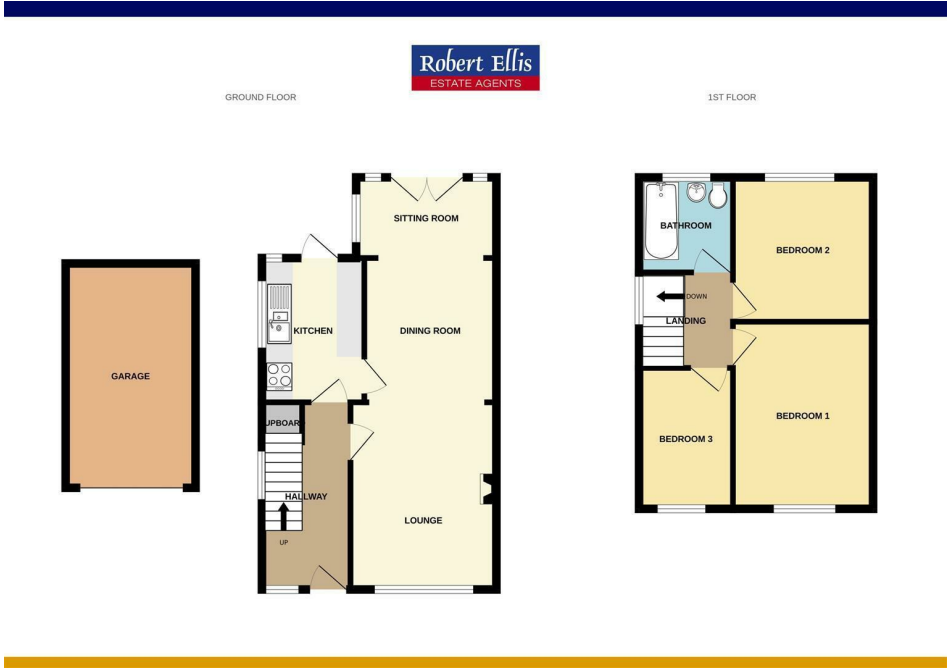 Robert Ellis
ESTATE AGENTS
GROUND FLOOR
1ST FLOOR
SITTING ROOM
BATHROOM
BEDROOM 2
DOWN
LANDING
KITCHEN
DINING ROOM
GARAGE
UPBOAR
BEDROOM 1
BEDROOM 3
HALLWAY
LOUNGE
UP